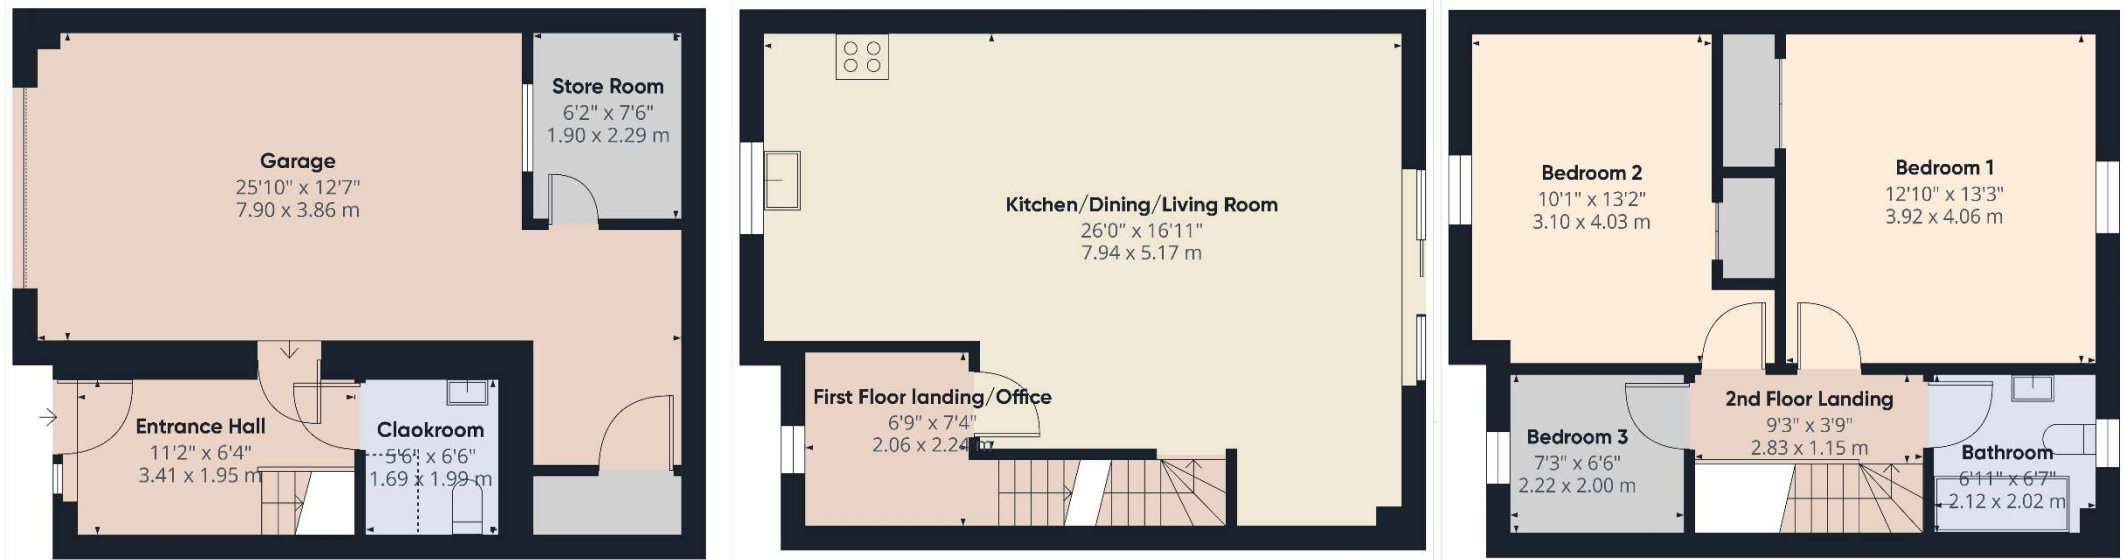 Garage
25'10" x 12'7"
7.90 x 3.86 m
Store Room
6'2" x 7'6"
1.90 x 2.29 m
Entrance Hall
11'2" x 6'4"
3.41 x 1.95 m
Claokroom
5'6" x 6'6"
1.69 x 1.99 m
Kitchen/Dining/Living Room
26'0" x 16'11"
7.94 x 5.17 m
First Floor landing/Office
6'9" x 7'4"
2.06 x 2.24 m
Bedroom 2
10'1" x 13'2"
3.10 x 4.03 m
Bedroom 1
12'10" x 13'3"
3.92 x 4.06 m
Bedroom 3
7'3" x 6'6"
2.22 x 2.00 m
2nd Floor Landing
9'3" x 3'9"
2.83 x 1.15 m
Bathroom
6'11" x 6'7"
2.12 x 2.02 m